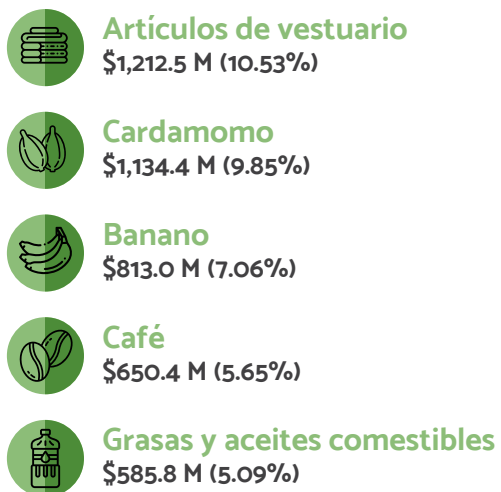 Artículos de vestuario
$1,212.5 M (10.53%)
Cardamomo
$1,134.4 M (9.85%)
Banano
$813.0 M (7.06%)
Café
$650.4 M (5.65%)
Grasas y aceites comestibles
$585.8 M (5.09%)